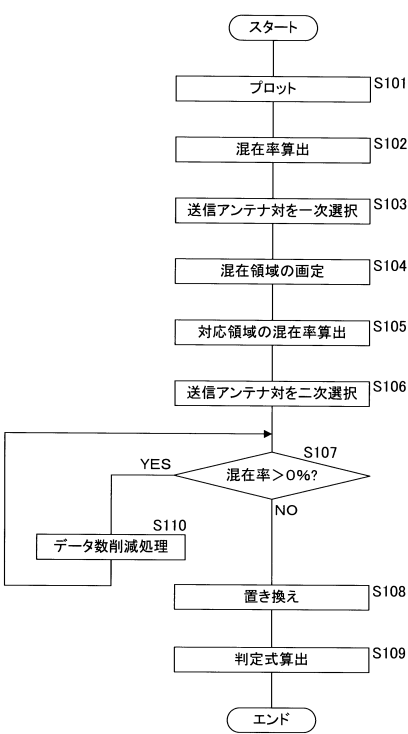 スタート
プロット
S101
混在率算出
S102
送信アンテナ対を一次選択
S103
混在領域の画定
S104
対応領域の混在率算出
S105
送信アンテナ対を二次選択
S106
S107
混在率＞0%?
YES
NO
S110
データ数削減処理
置き換え
S108
判定式算出
S109
エンド